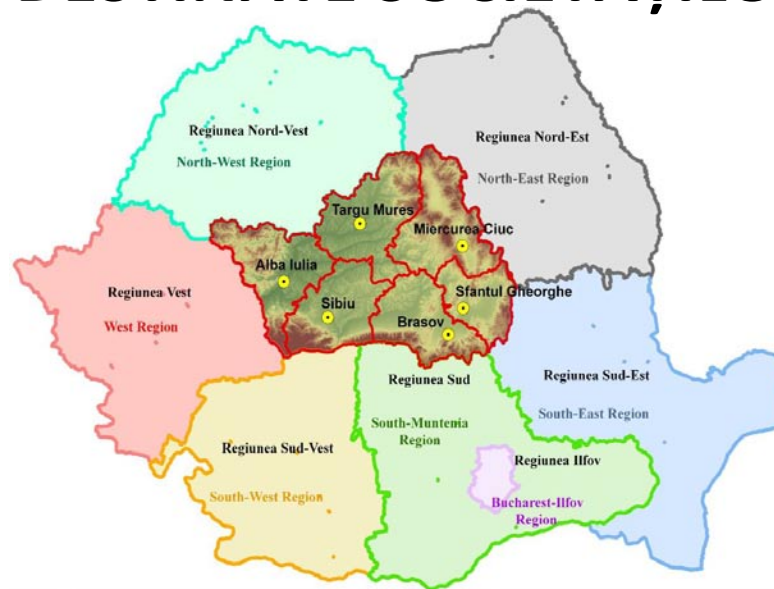 Regiunea Nord-Vest
North-West Region
Regiunea Nord-Est
North-East Region
Targu Mures
Miercurea Ciuc
Alba Iulia
Sfantul Gheorghe
Sibiu
Brasov
Regiunea Vest
West Region
Regiunea Sud
South-Muntenia
Region
Regiunea Sud-Est
South-East Region
Regiunea Sud-Vest
South-West Region
Regiunea Ilfov
Bucharest-Ilfov
Region